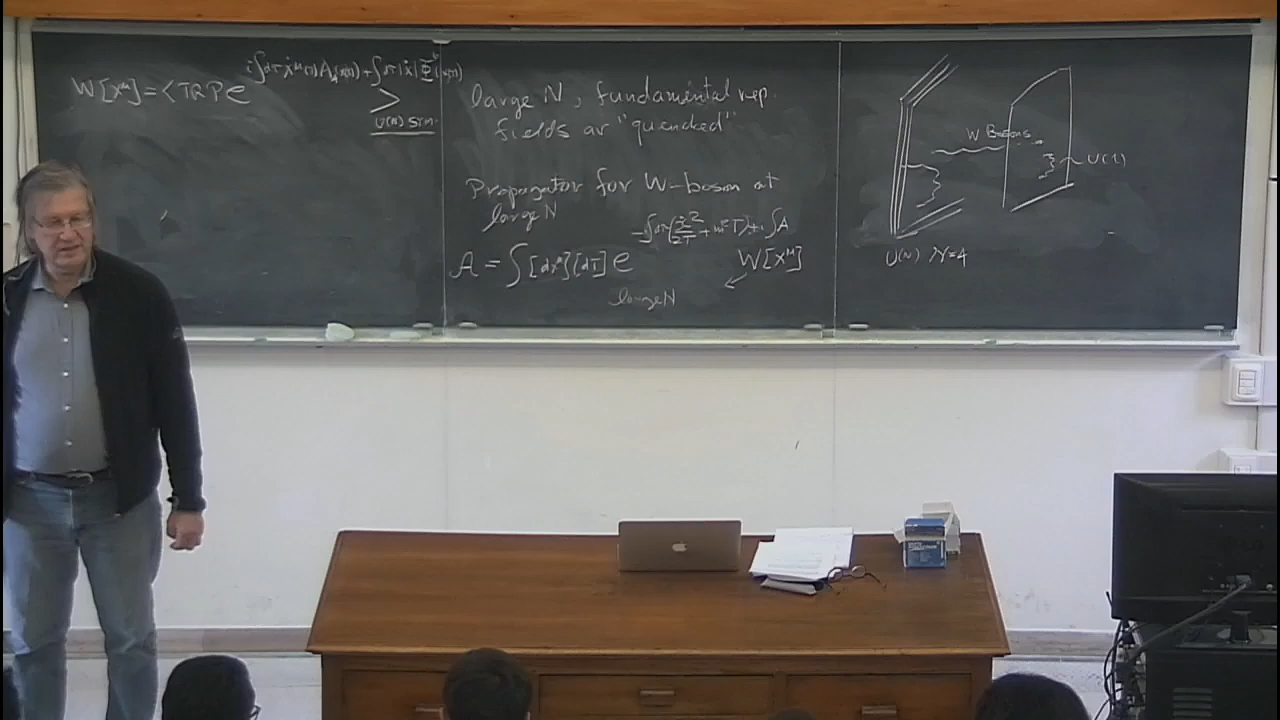 W[x^μ] = <TR P e^{i∫dτ ẋ^μ(τ)A_μ(x(τ)) + ∫dτ|ẋ|Φ(x(τ))} >
U(N) SYM.
large N, fundamental rep.
fields ar "quenched"
Propagator for W-boson at
large N
A = ∫[dx^μ][dT] e^{-∫dτ(ẋ²/2T + m²T)+i∫A} W[x^μ]
large N
W Bosons
U(1)
U(N) N=4